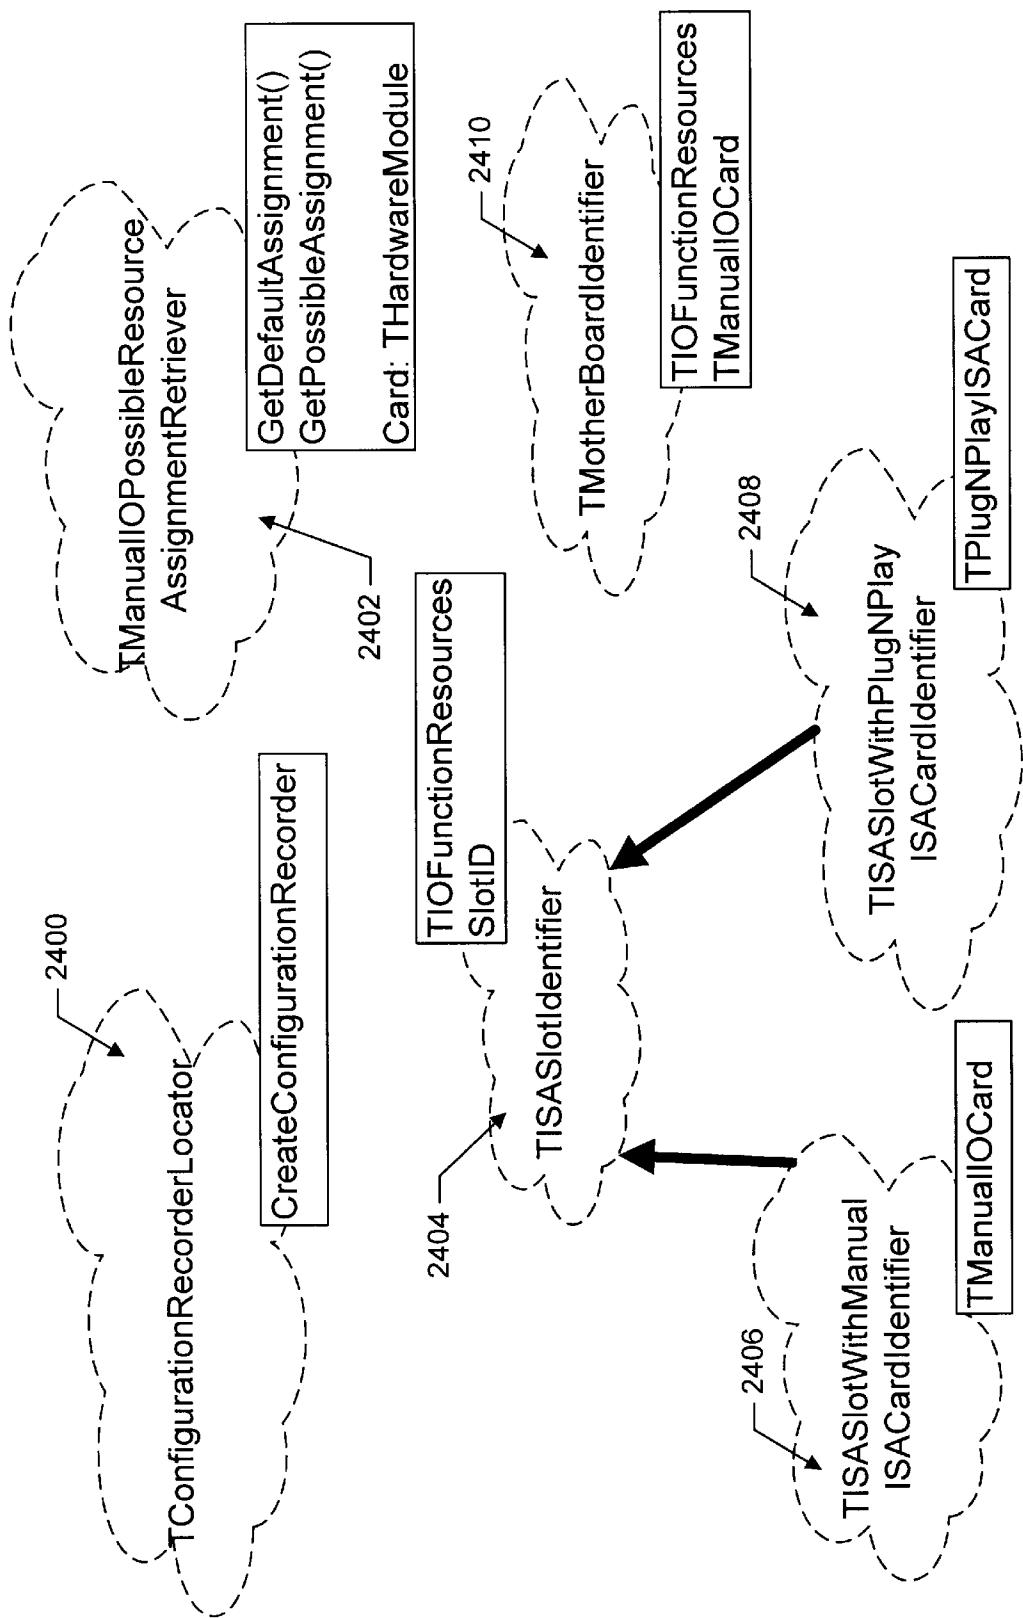 2400
TConfigurationRecorderLocator
CreateConfigurationRecorder
TManualIOPossibleResource
AssignmentRetriever
GetDefaultAssignment()
GetPossibleAssignment()
Card: THardwareModule
2402
2404
TISASlotIdentifier
TIOFunctionResources
SlotID
2410
TMotherBoardIdentifier
TIOFunctionResources
TManualIOCard
2406
TISASlotWithManual
ISACardIdentifier
TManualIOCard
2408
TISASlotWithPlugNPlay
ISACardIdentifier
TPlugNPlayISACard